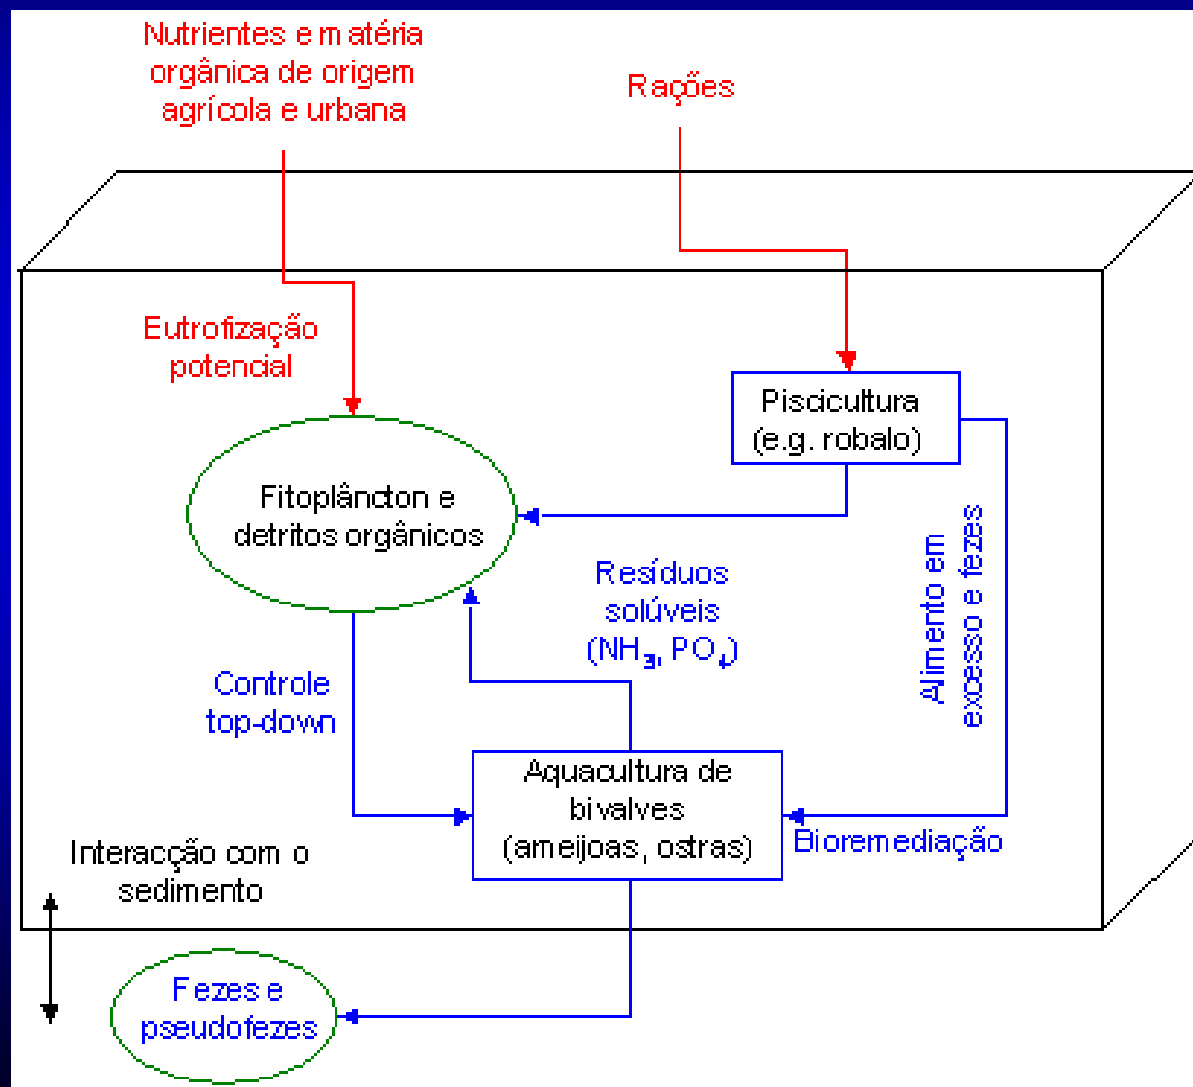 Nutrientes e matéria
orgânica de origem
agrícola e urbana
Rações
Eutrofização
potencial
Piscicultura
(e.g. robalo)
Fitoplâncton e
detritos orgânicos
Resíduos
solúveis
(NH₃, PO₄)
Alimento em
excesso e fezes
Controle
top-down
Aquacultura de
bivalves
(ameijoas, ostras)
Bioremediação
Interacção com o
sedimento
Fezes e
pseudofezes